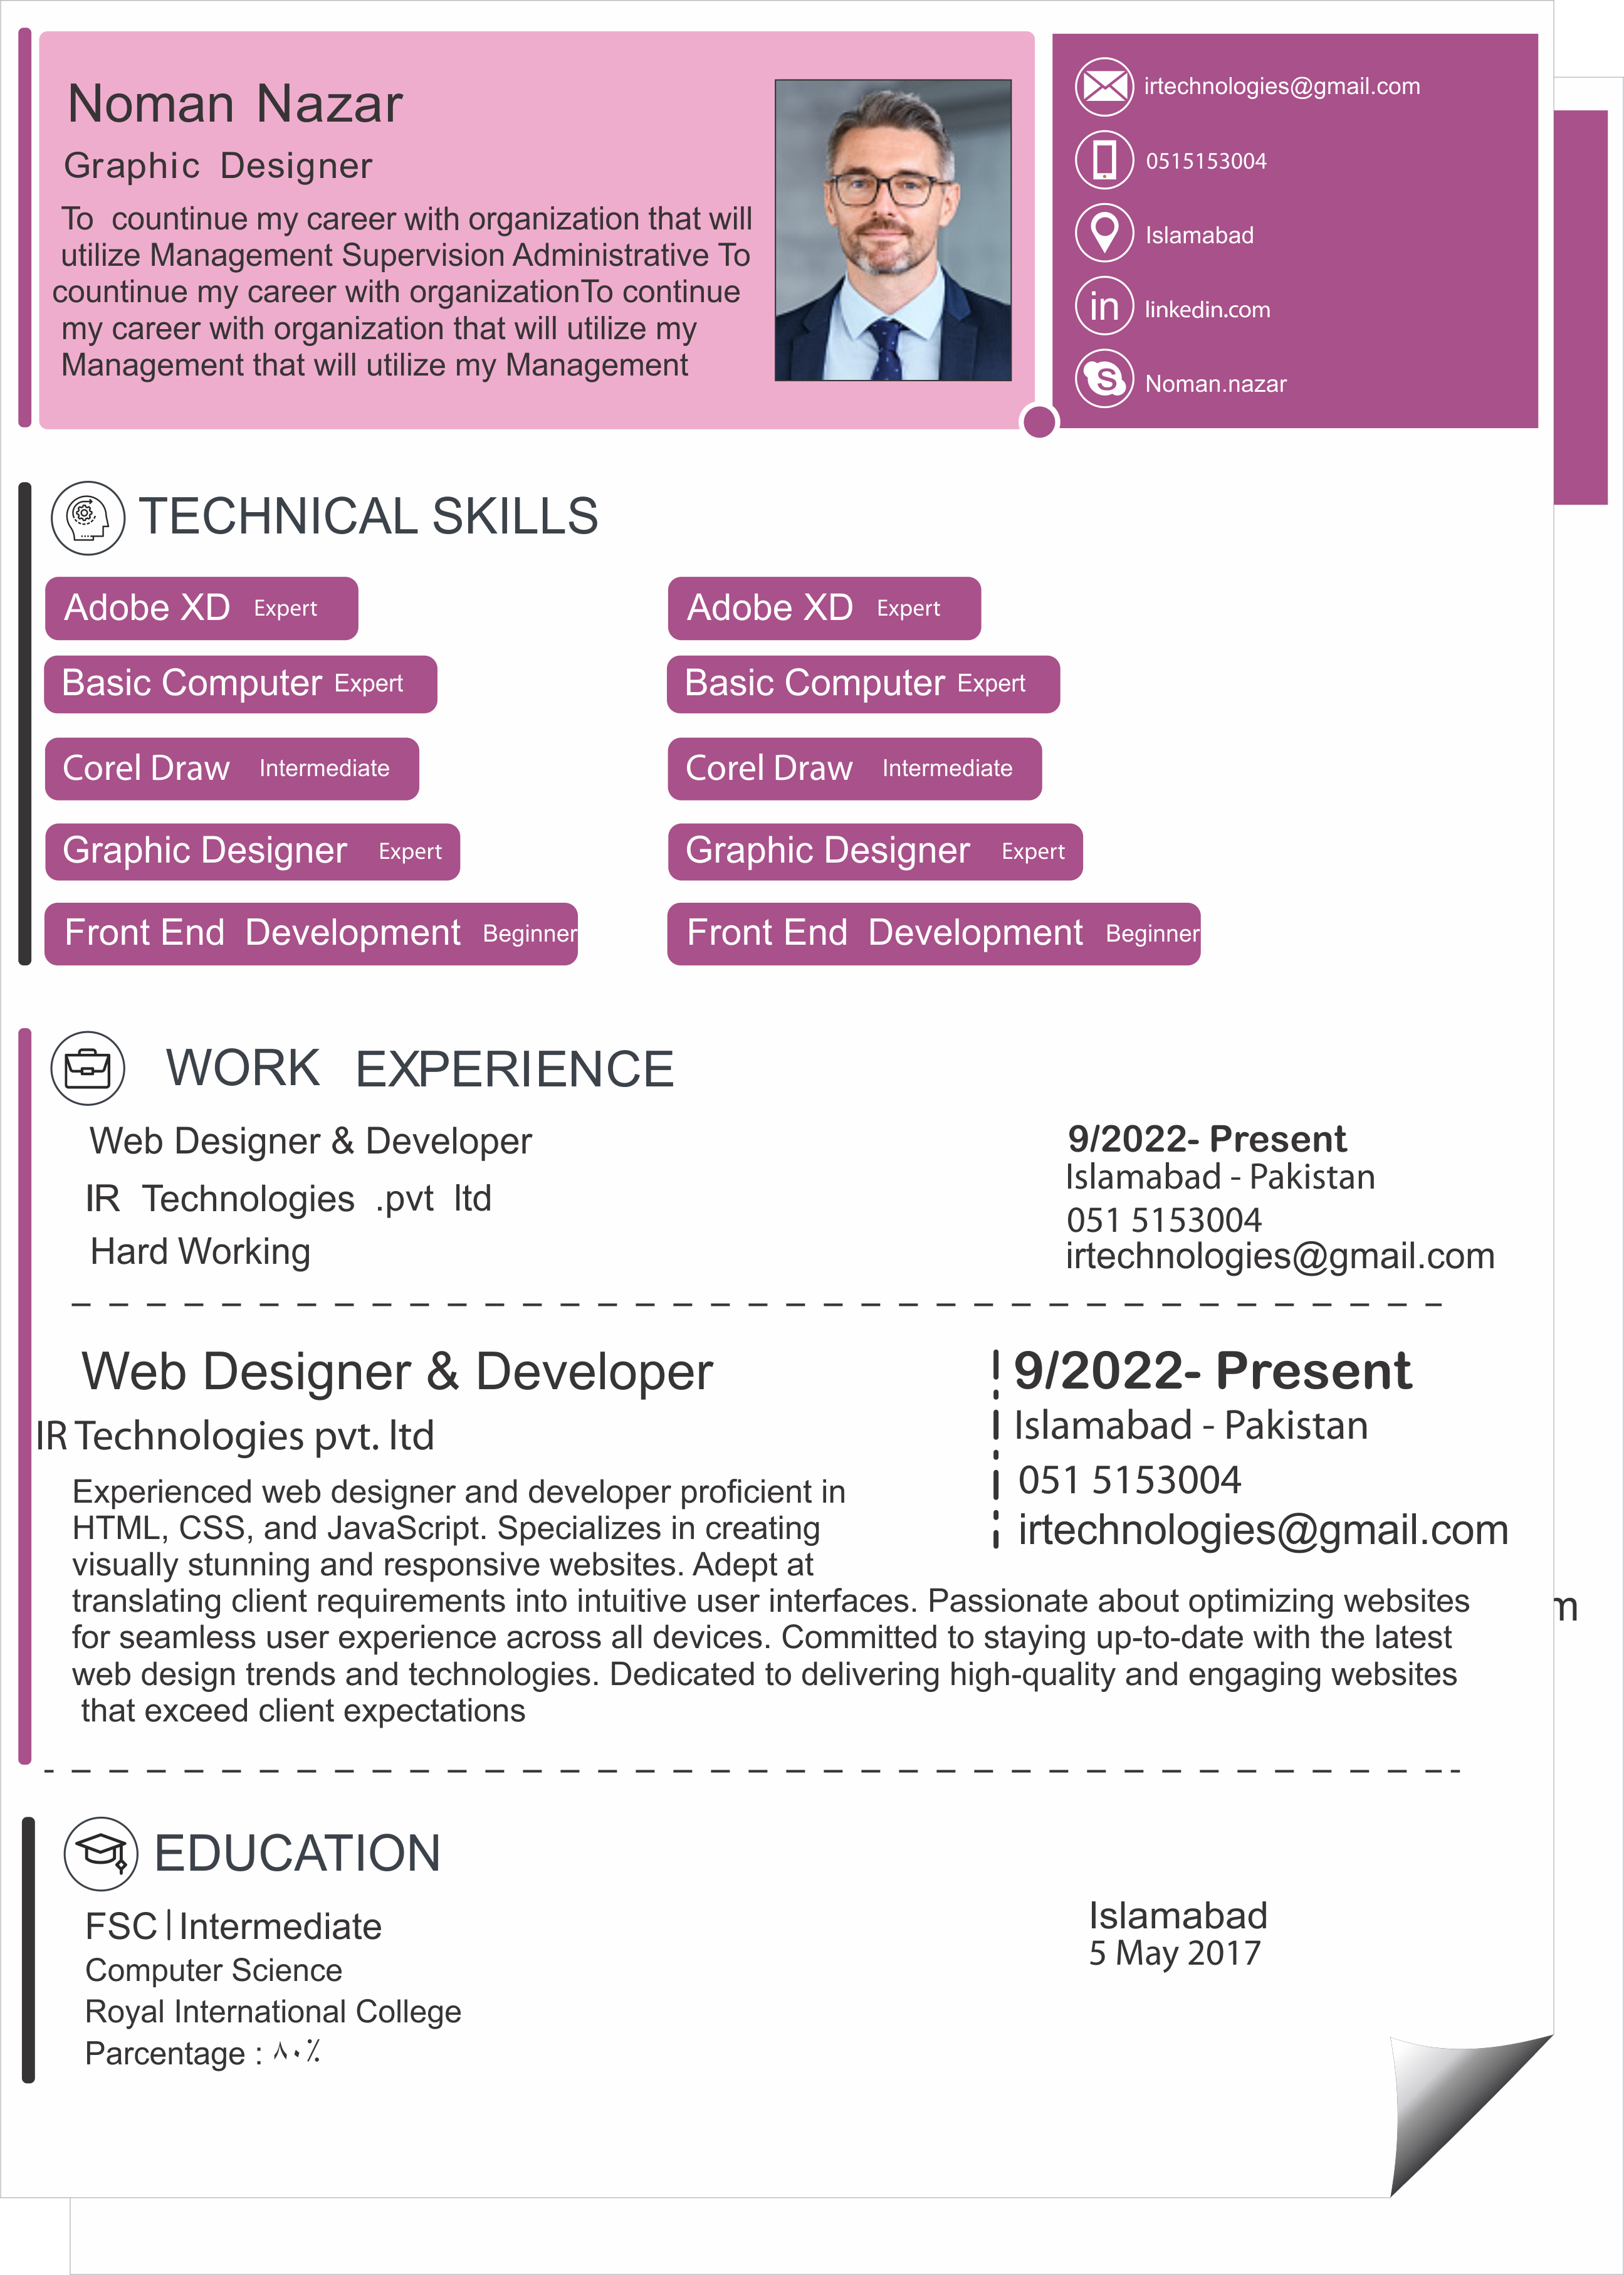 Noman Nazar
Graphic Designer
To countinue my career with organization that will
utilize Management Supervision Administrative To
countinue my career with organizationTo continue
my career with organization that will utilize my
Management that will utilize my Management
irtechnologies@gmail.com
0515153004
Islamabad
in linkedin.com
S Noman.nazar
TECHNICAL SKILLS
Adobe XD Expert
Basic Computer Expert
Corel Draw Intermediate
Graphic Designer Expert
Front End Development Beginner
Adobe XD Expert
Basic Computer Expert
Corel Draw Intermediate
Graphic Designer Expert
Front End Development Beginner
WORK EXPERIENCE
Web Designer & Developer
IR Technologies .pvt ltd
Hard Working
9/2022- Present
Islamabad - Pakistan
051 5153004
irtechnologies@gmail.com
Web Designer & Developer
IR Technologies pvt. ltd
9/2022- Present
Islamabad - Pakistan
051 5153004
irtechnologies@gmail.com
Experienced web designer and developer proficient in
HTML, CSS, and JavaScript. Specializes in creating
visually stunning and responsive websites. Adept at
translating client requirements into intuitive user interfaces. Passionate about optimizing websites
for seamless user experience across all devices. Committed to staying up-to-date with the latest
web design trends and technologies. Dedicated to delivering high-quality and engaging websites
that exceed client expectations
m
EDUCATION
FSC|Intermediate
Computer Science
Royal International College
Parcentage : ٨٠٪
Islamabad
5 May 2017